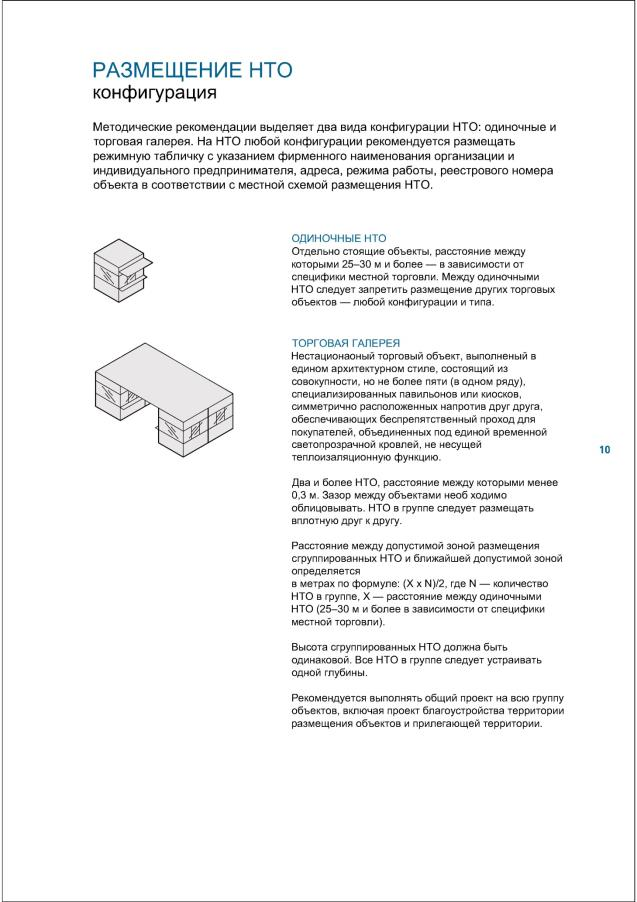 РАЗМЕЩЕНИЕ НТО
конфигурация
Методические рекомендации выделяет два вида конфигурации НТО: одиночные и
торговая галерея. На НТО любой конфигурации рекомендуется размещать
режимную табличку с указанием фирменного наименования организации и
индивидуального предпринимателя, адреса, режима работы, реестрового номера
объекта в соответствии с местной схемой размещения НТО.
ОДИНОЧНЫЕ НТО
Отдельно стоящие объекты, расстояние между
которыми 25–30 м и более — в зависимости от
специфики местной торговли. Между одиночными
НТО следует запретить размещение других торговых
объектов — любой конфигурации и типа.
ТОРГОВАЯ ГАЛЕРЕЯ
Нестационаоный торговый объект, выполненый в
едином архитектурном стиле, состоящий из
совокупности, но не более пяти (в одном ряду),
специализированных павильонов или киосков,
симметрично расположенных напротив друг друга,
обеспечивающих беспрепятственный проход для
покупателей, объединенных под единой временной
светопрозрачной кровлей, не несущей
теплоизаляционную функцию.
10
Два и более НТО, расстояние между которыми менее
0,3 м. Зазор между объектами необ ходимо
облицовывать. НТО в группе следует размещать
вплотную друг к другу.
Расстояние между допустимой зоной размещения
сгруппированных НТО и ближайшей допустимой зоной
определяется
в метрах по формуле: (X x N)/2, где N — количество
НТО в группе, X — расстояние между одиночными
НТО (25–30 м и более в зависимости от специфики
местной торговли).
Высота сгруппированных НТО должна быть
одинаковой. Все НТО в группе следует устраивать
одной глубины.
Рекомендуется выполнять общий проект на всю группу
объектов, включая проект благоустройства территории
размещения объектов и прилегающей территории.